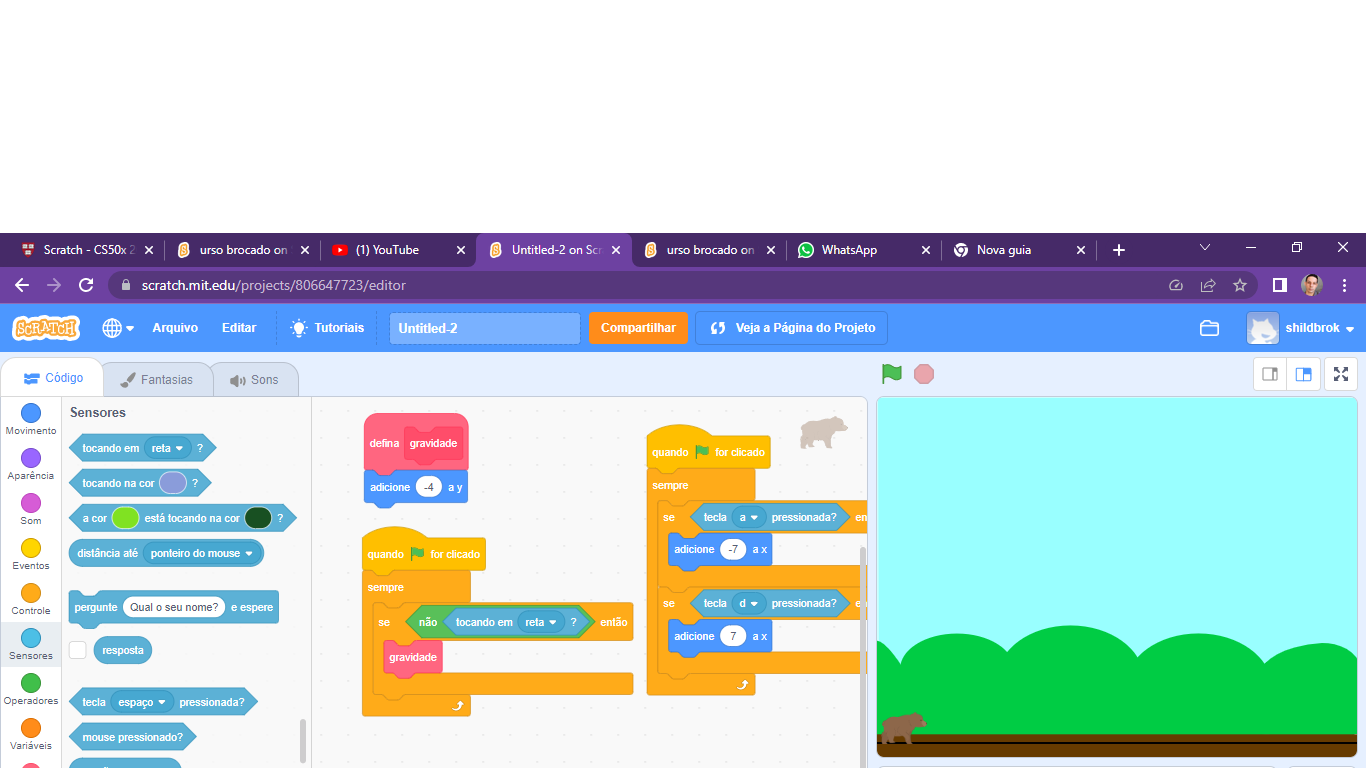 Scratch - CS50x 2
urso brocado on
(1) YouTube
Untitled-2 on Scr
urso brocado on
WhatsApp
Nova guia
scratch.mit.edu/projects/806647723/editor
SCRATCH
Arquivo
Editar
Tutoriais
Untitled-2
Compartilhar
Veja a Página do Projeto
shildbrok
Código
Fantasias
Sons
Movimento
Aparência
Som
Eventos
Controle
Sensores
Operadores
Variáveis
Sensores
tocando em reta ?
tocando na cor ?
a cor está tocando na cor ?
distância até ponteiro do mouse
pergunte Qual o seu nome? e espere
resposta
tecla espaço pressionada?
mouse pressionado?
defina gravidade
adicione -4 a y
quando for clicado
sempre
se não tocando em reta ? então
gravidade
quando for clicado
sempre
se tecla a pressionada? en
adicione -7 a x
se tecla d pressionada? e
adicione 7 a x